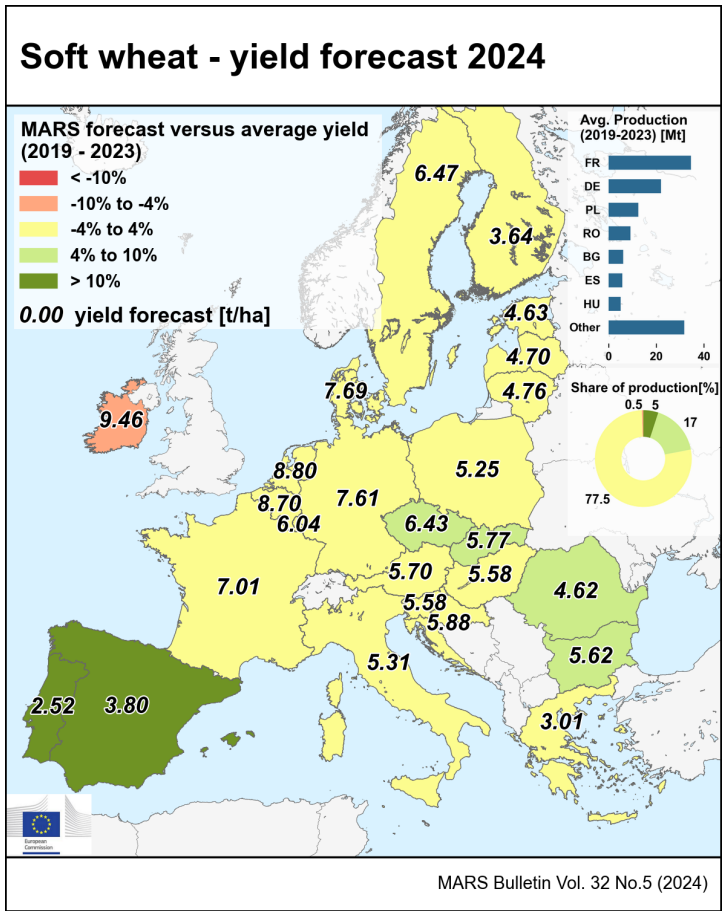 Soft wheat - yield forecast 2024
MARS forecast versus average yield
(2019 - 2023)
< -10%
-10% to -4%
-4% to 4%
4% to 10%
> 10%
0.00 yield forecast [t/ha]
Avg. Production
(2019-2023) [Mt]
FR
DE
PL
RO
BG
ES
HU
Other
0 20 40
Share of production[%]
0.5 5
17
77.5
6.47
3.64
4.63
4.70
4.76
7.69
9.46
8.80
8.70
6.04
7.61
5.25
6.43
5.77
7.01
5.70
5.58
5.58
5.88
4.62
5.31
5.62
2.52
3.80
3.01
European
Commission
MARS Bulletin Vol. 32 No.5 (2024)